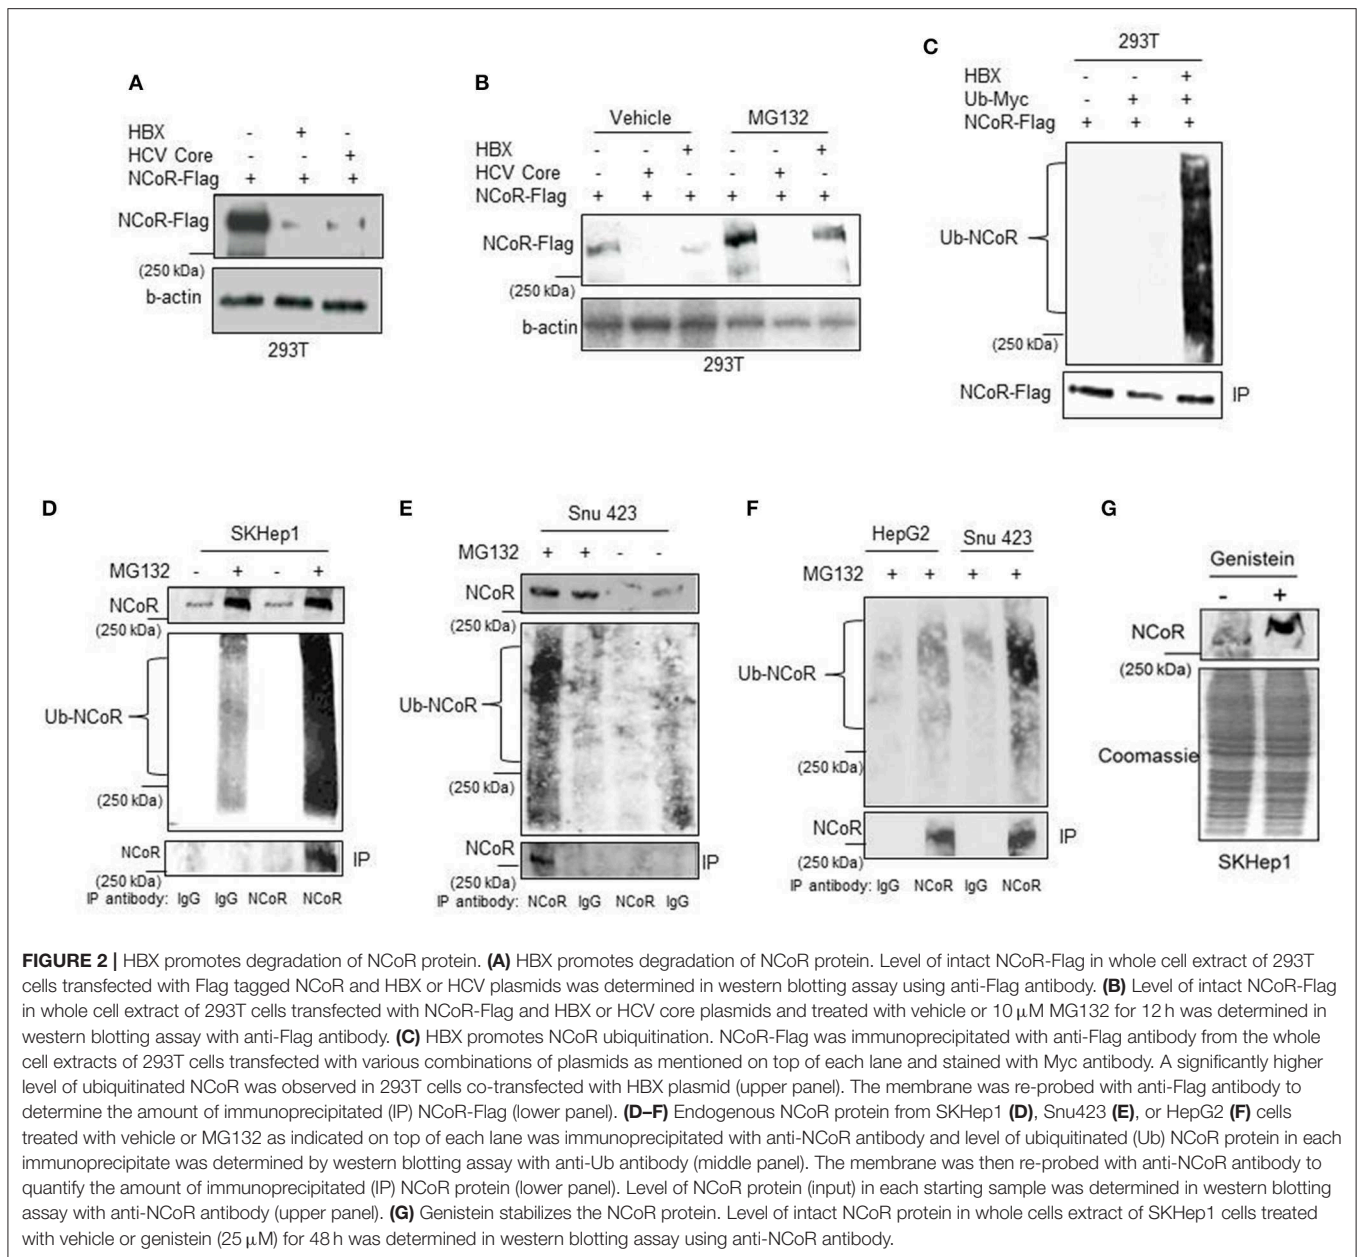 A
HBX - + -
HCV Core - - +
NCoR-Flag + + +
NCoR-Flag
(250 kDa)
b-actin
293T
B
Vehicle MG132
HBX - - + - - +
HCV Core - + - - + -
NCoR-Flag + + + + + +
NCoR-Flag
(250 kDa)
b-actin
293T
C
293T
HBX - - +
Ub-Myc - + +
NCoR-Flag + + +
Ub-NCoR
(250 kDa)
NCoR-Flag IP
D
SKHep1
MG132 - + - +
NCoR
(250 kDa)
Ub-NCoR
(250 kDa)
NCoR IP
(250 kDa)
IP antibody: IgG IgG NCoR NCoR
E
Snu 423
MG132 + + - -
NCoR
(250 kDa)
Ub-NCoR
(250 kDa)
NCoR IP
(250 kDa)
IP antibody: NCoR IgG NCoR IgG
F
HepG2 Snu 423
MG132 + + + +
Ub-NCoR
(250 kDa)
NCoR IP
(250 kDa)
IP antibody: IgG NCoR IgG NCoR
G
Genistein
- +
NCoR
(250 kDa)
Coomassie
SKHep1
FIGURE 2 | HBX promotes degradation of NCoR protein. (A) HBX promotes degradation of NCoR protein. Level of intact NCoR-Flag in whole cell extract of 293T
cells transfected with Flag tagged NCoR and HBX or HCV plasmids was determined in western blotting assay using anti-Flag antibody. (B) Level of intact NCoR-Flag
in whole cell extract of 293T cells transfected with NCoR-Flag and HBX or HCV core plasmids and treated with vehicle or 10 μM MG132 for 12 h was determined in
western blotting assay with anti-Flag antibody. (C) HBX promotes NCoR ubiquitination. NCoR-Flag was immunoprecipitated with anti-Flag antibody from the whole
cell extracts of 293T cells transfected with various combinations of plasmids as mentioned on top of each lane and stained with Myc antibody. A significantly higher
level of ubiquitinated NCoR was observed in 293T cells co-transfected with HBX plasmid (upper panel). The membrane was re-probed with anti-Flag antibody to
determine the amount of immunoprecipitated (IP) NCoR-Flag (lower panel). (D–F) Endogenous NCoR protein from SKHep1 (D), Snu423 (E), or HepG2 (F) cells
treated with vehicle or MG132 as indicated on top of each lane was immunoprecipitated with anti-NCoR antibody and level of ubiquitinated (Ub) NCoR protein in each
immunoprecipitate was determined by western blotting assay with anti-Ub antibody (middle panel). The membrane was then re-probed with anti-NCoR antibody to
quantify the amount of immunoprecipitated (IP) NCoR protein (lower panel). Level of NCoR protein (input) in each starting sample was determined in western blotting
assay with anti-NCoR antibody (upper panel). (G) Genistein stabilizes the NCoR protein. Level of intact NCoR protein in whole cells extract of SKHep1 cells treated
with vehicle or genistein (25 μM) for 48 h was determined in western blotting assay using anti-NCoR antibody.